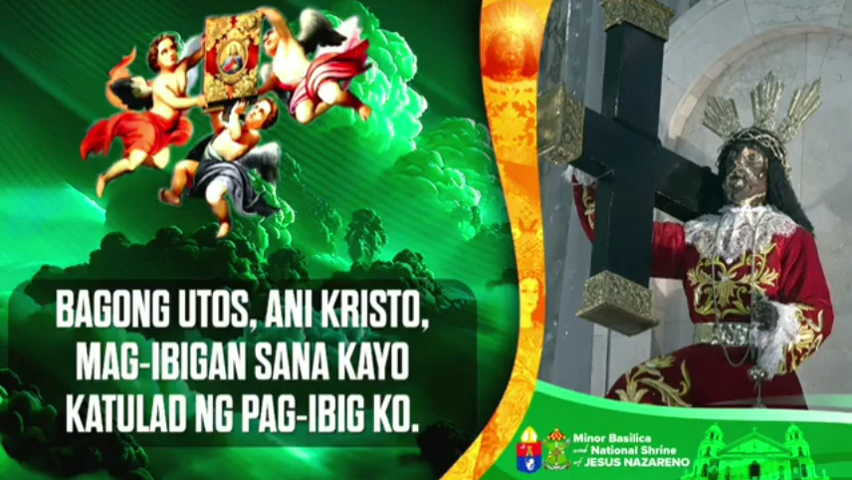 BAGONG UTOS, ANI KRISTO,
MAG-IBIGAN SANA KAYO
KATULAD NG PAG-IBIG KO.
Minor Basilica
and National Shrine
of JESUS NAZARENO